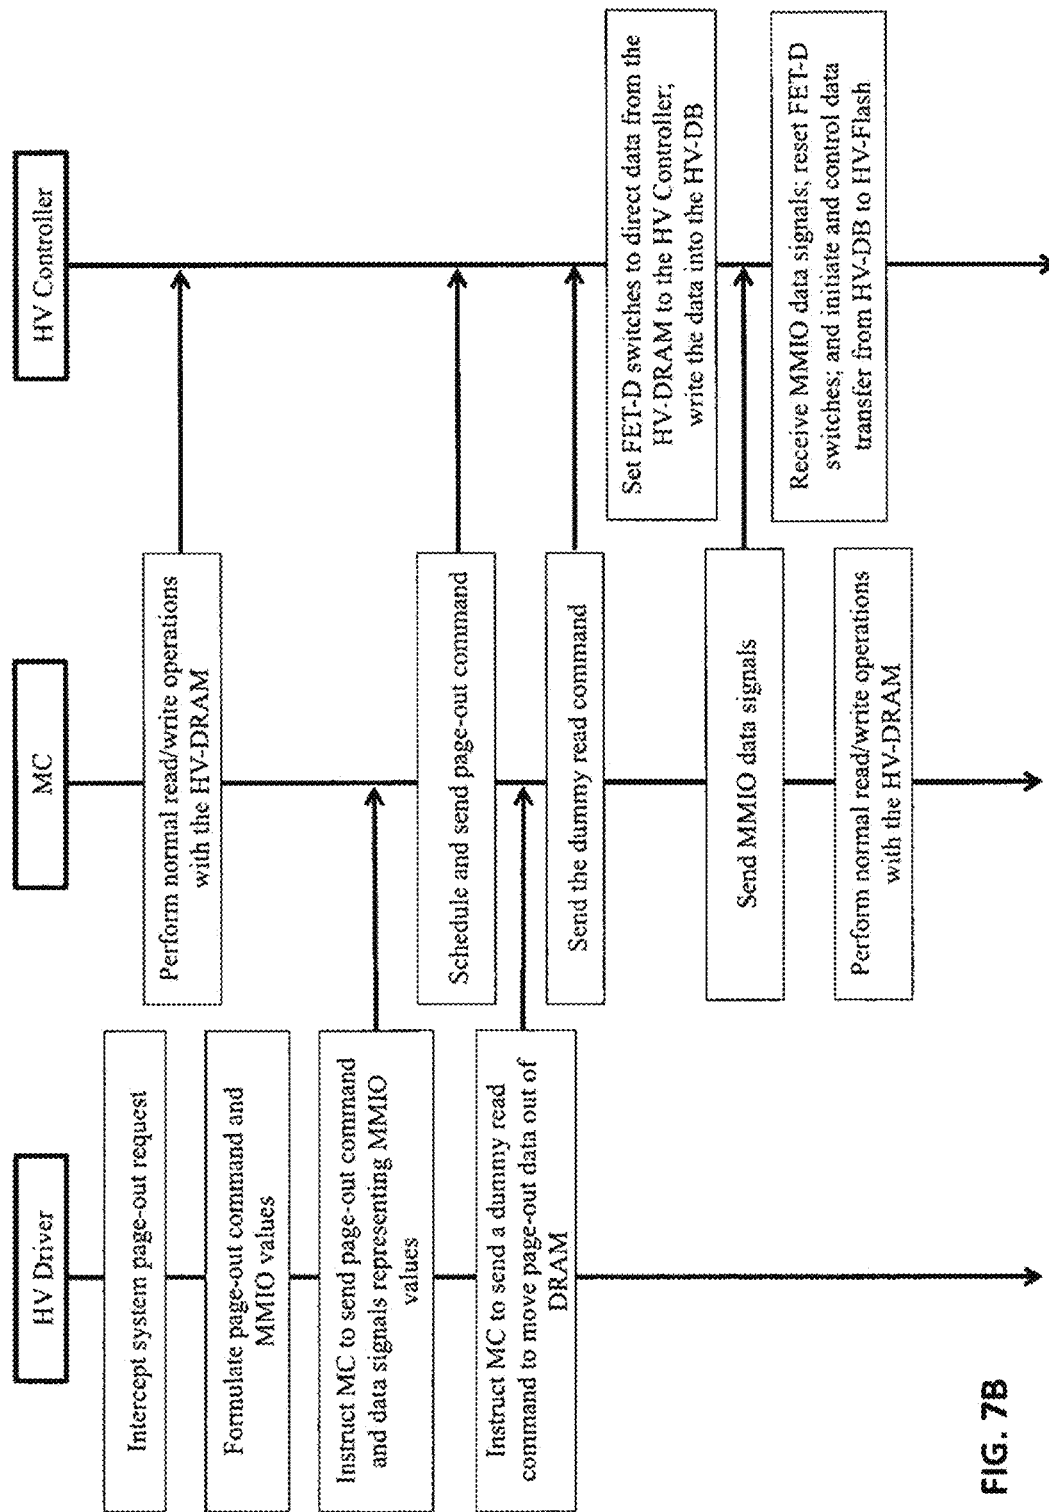 HV Driver
Intercept system page-out request
Formulate page-out command and
MMIO values
Instruct MC to send page-out command
and data signals representing MMIO
values
Instruct MC to send a dummy read
command to move page-out data out of
DRAM
MC
Perform normal read/write operations
with the HV-DRAM
Schedule and send page-out command
Send the dummy read command
Send MMIO data signals
Perform normal read/write operations
with the HV-DRAM
HV Controller
Set FET-D switches to direct data from the
HV-DRAM to the HV Controller;
write the data into the HV-DB
Receive MMIO data signals; reset FET-D
switches; and initiate and control data
transfer from HV-DB to HV-Flash
FIG. 7B